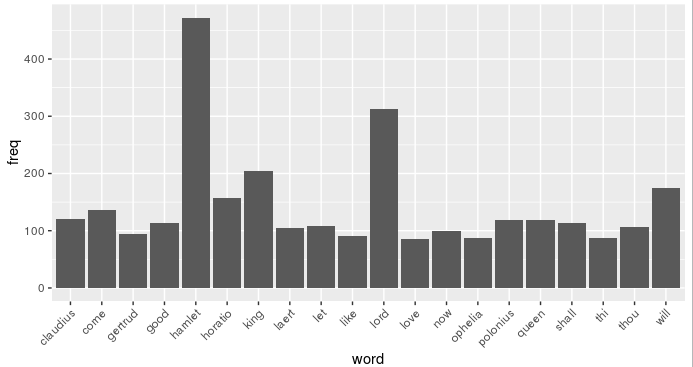 freq
400
300
200
100
0
claudius come gertrud good hamlet horatio king laert let like lord love now ophelia polonius queen shall thi thou will
word